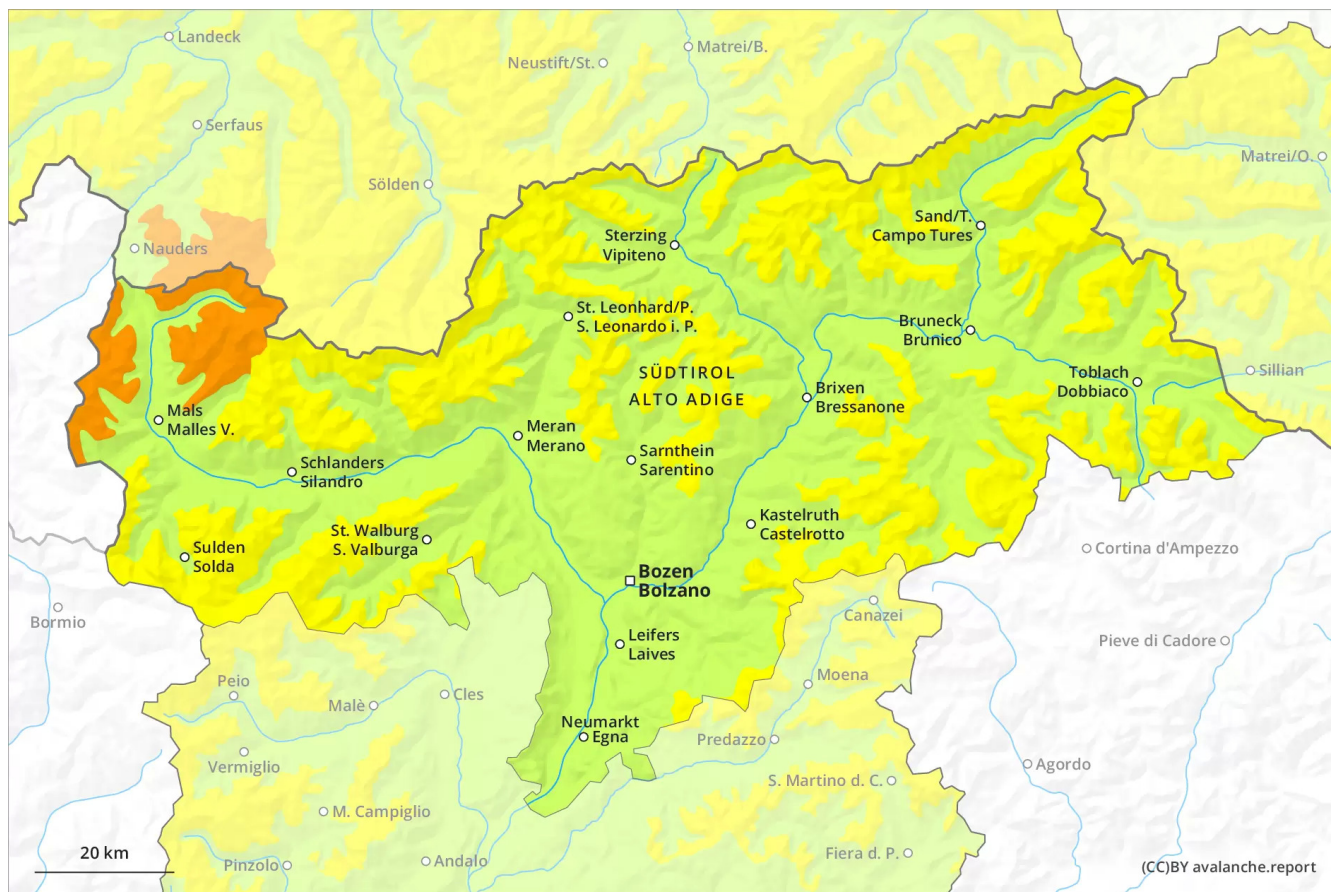 Landeck
Matrei/B.
Neustift/St.
Serfaus
Matrei/O.
Sölden
Sand/T.
Campo Tures
Nauders
Sterzing
Vipiteno
St. Leonhard/P.
S. Leonardo i. P.
Bruneck
Brunico
SÜDTIROL
ALTO ADIGE
Toblach
Dobbiaco
Sillian
Brixen
Bressanone
Mals
Malles V.
Meran
Merano
Sarnthein
Sarentino
Schlanders
Silandro
Kastelruth
Castelrotto
St. Walburg
S. Valburga
Sulden
Solda
Cortina d'Ampezzo
Bozen
Bolzano
Bormio
Canazei
Leifers
Laives
Pieve di Cadore
Moena
Peio
Malè
Cles
Neumarkt
Egna
Predazzo
Vermiglio
Agordo
S. Martino d. C.
M. Campiglio
20 km
Pinzolo
Andalo
Fiera d. P.
(CC)BY avalanche.report